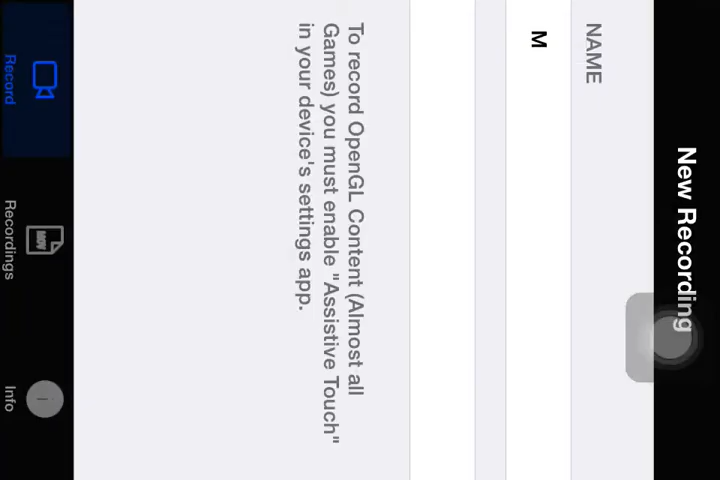 New Recording
NAME
M
To record OpenGL Content (Almost all
Games) you must enable "Assistive Touch"
in your device's settings app.
Record
Recordings
Info